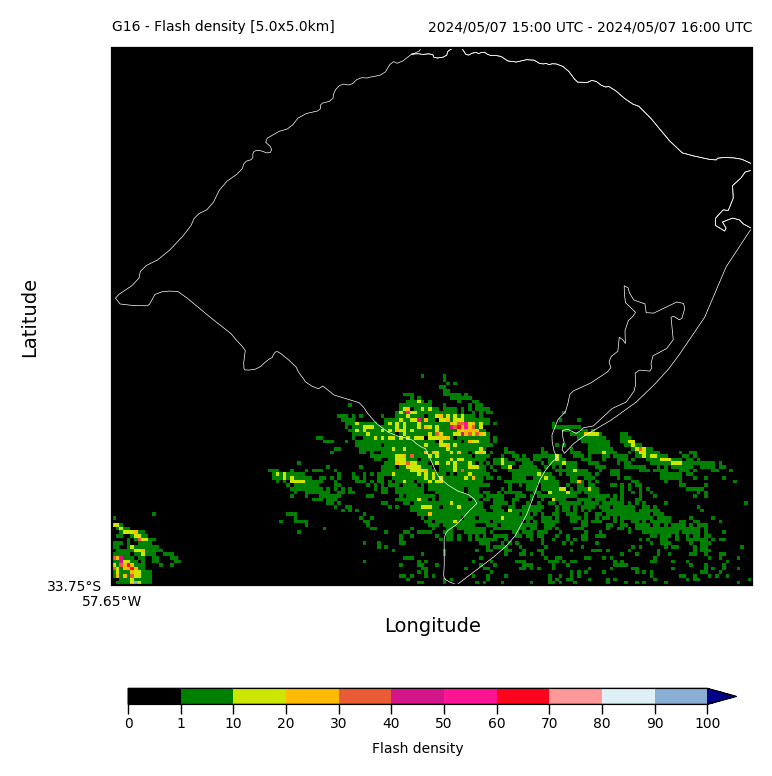 G16 - Flash density [5.0x5.0km]
2024/05/07 15:00 UTC - 2024/05/07 16:00 UTC
Latitude
33.75°S
57.65°W
Longitude
0 1 10 20 30 40 50 60 70 80 90 100
Flash density